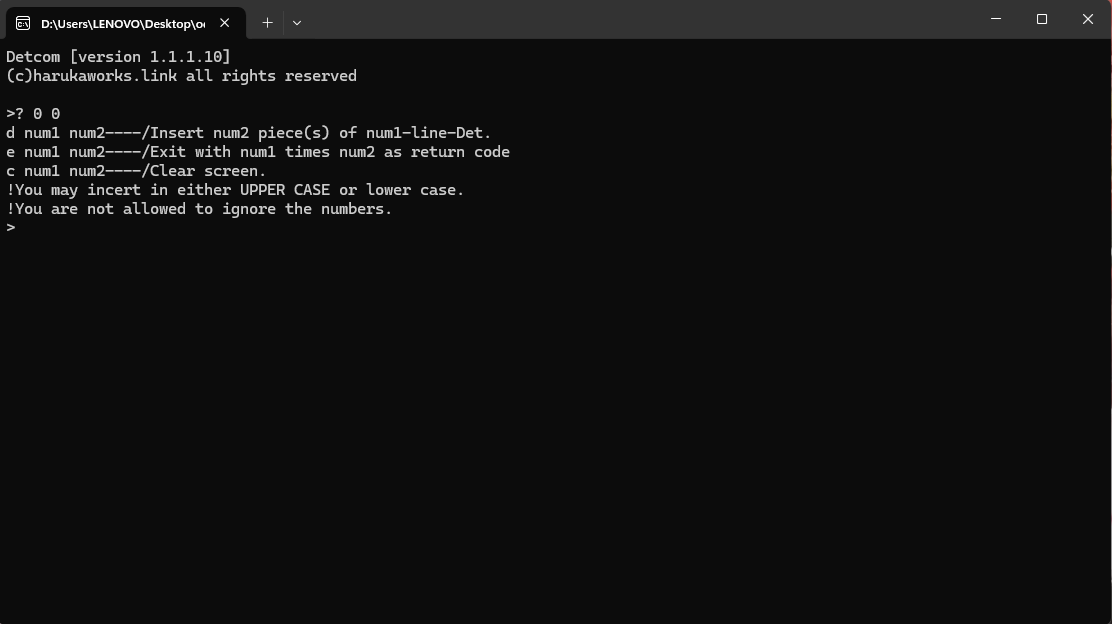 D:\Users\LENOVO\Desktop\
Detcom [version 1.1.1.10]
(c)harukaworks.link all rights reserved
>? 0 0
d num1 num2----/Insert num2 piece(s) of num1-line-Det.
e num1 num2----/Exit with num1 times num2 as return code
c num1 num2----/Clear screen.
!You may incert in either UPPER CASE or lower case.
!You are not allowed to ignore the numbers.
>